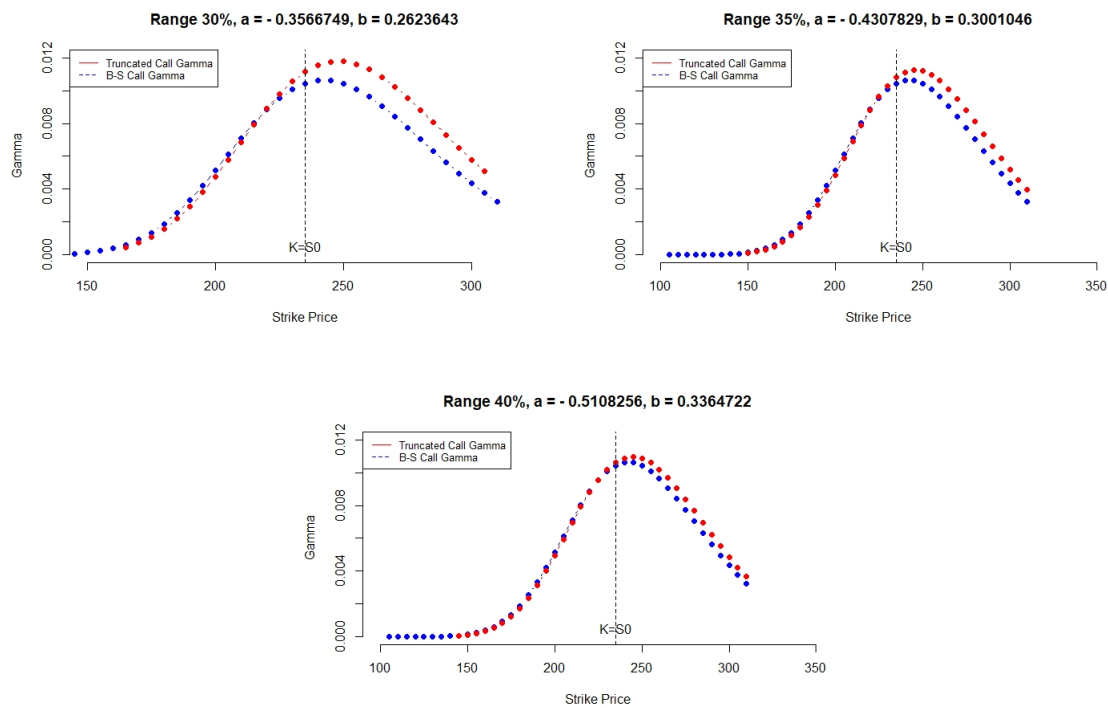 Range 30%, a = - 0.3566749, b = 0.2623643
Truncated Call Gamma
B-S Call Gamma
Gamma
0.012
0.008
0.004
0.000
K=S0
150 200 250 300
Strike Price
Range 35%, a = - 0.4307829, b = 0.3001046
Truncated Call Gamma
B-S Call Gamma
Gamma
0.012
0.008
0.004
0.000
K=S0
100 150 200 250 300 350
Strike Price
Range 40%, a = - 0.5108256, b = 0.3364722
Truncated Call Gamma
B-S Call Gamma
Gamma
0.012
0.008
0.004
0.000
K=S0
100 150 200 250 300 350
Strike Price